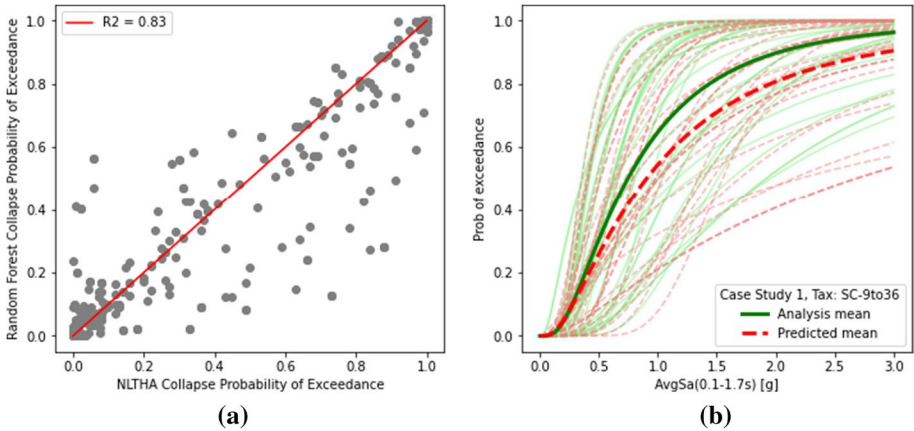 R2 = 0.83
Random Forest Collapse Probability of Exceedance
1.0
0.8
0.6
0.4
0.2
0.0
0.0 0.2 0.4 0.6 0.8 1.0
NLTHA Collapse Probability of Exceedance
(a)
Prob of exceedance
1.0
0.8
0.6
0.4
0.2
0.0
Case Study 1, Tax: SC-9to36
Analysis mean
Predicted mean
0.0 0.5 1.0 1.5 2.0 2.5 3.0
AvgSa(0.1-1.7s) [g]
(b)